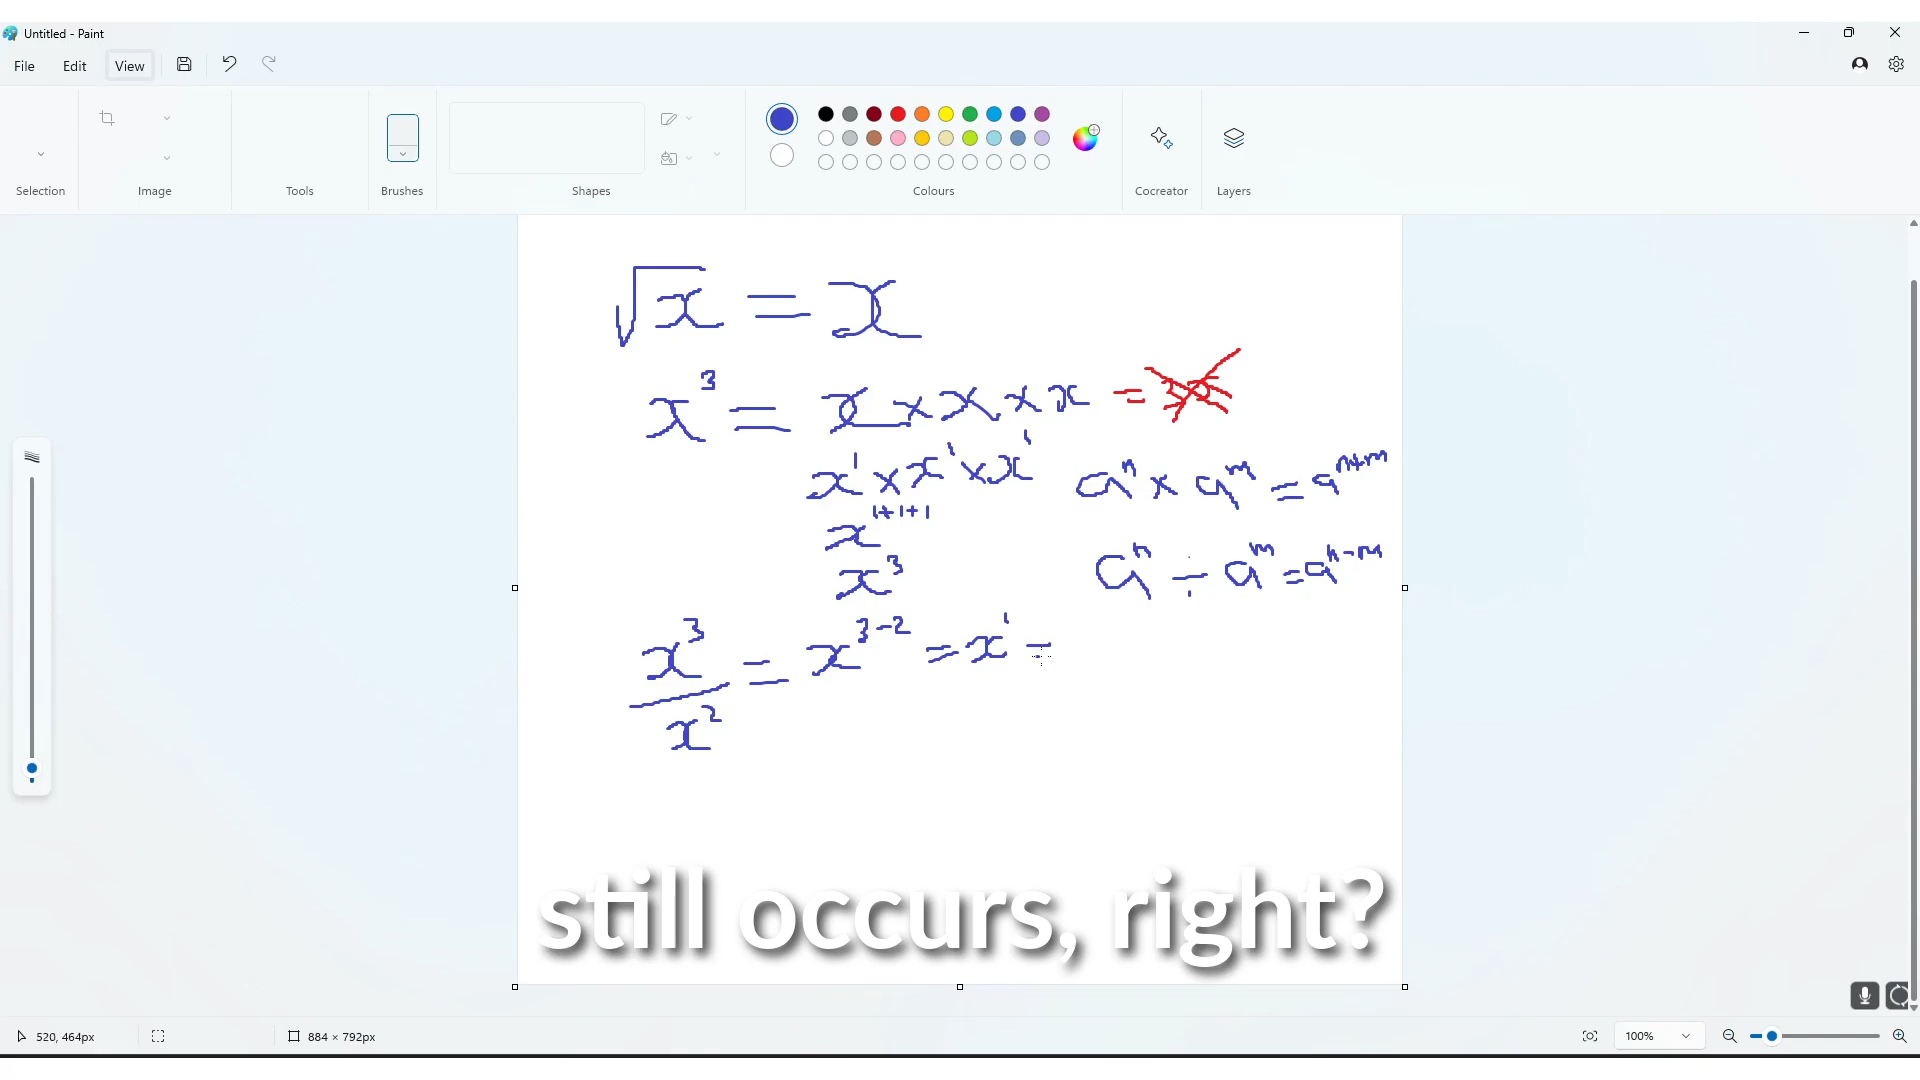 Untitled - Paint
File Edit View
Selection Image Tools Brushes Shapes Colours Cocreator Layers
√x = x
x³ = x × x × x =
x¹ × x¹ × x¹
aⁿ × aᵐ = aⁿ⁺ᵐ
x¹⁺¹⁺¹
x³
aⁿ ÷ aᵐ = aⁿ⁻ᵐ
x³/x² = x³⁻² = x¹ =
still occurs, right?
520, 464px 884 × 792px 100%